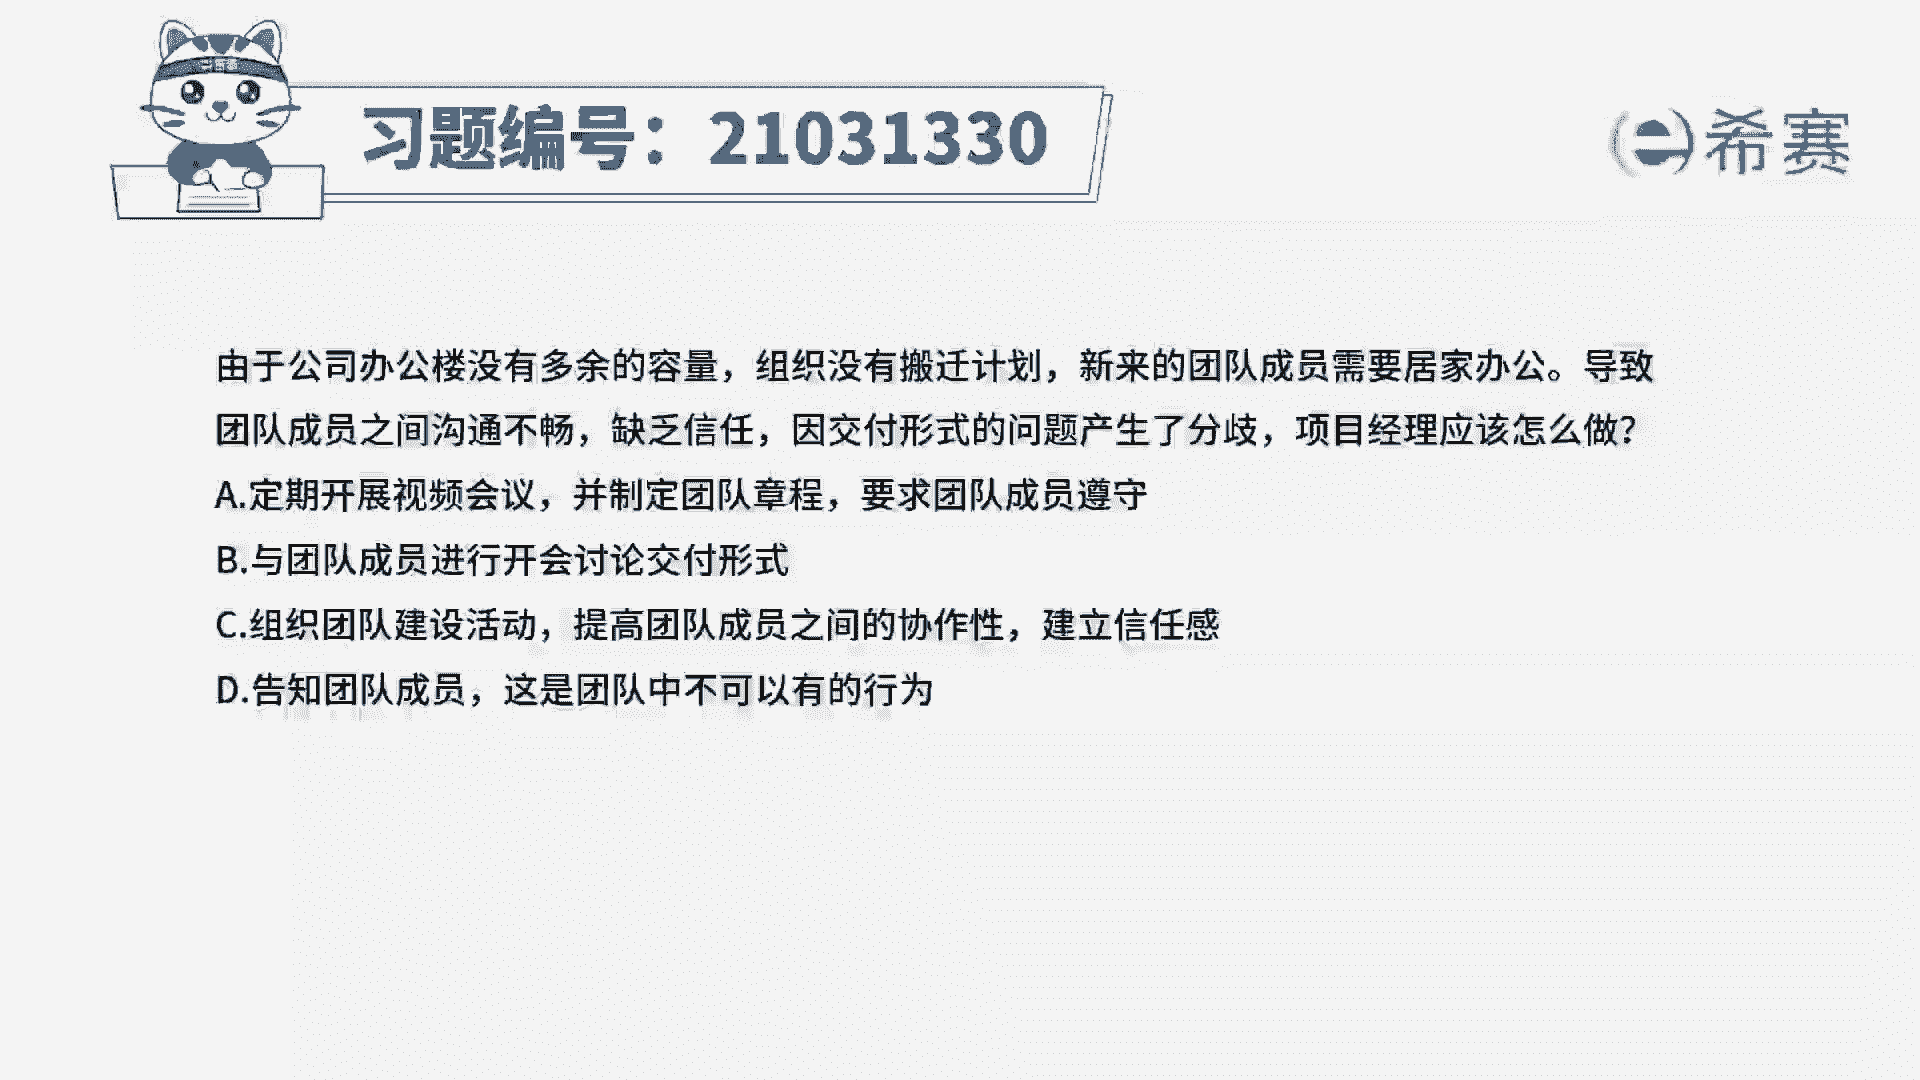 习题编号：21031330
希赛
由于公司办公楼没有多余的容量，组织没有搬迁计划，新来的团队成员需要居家办公。导致
团队成员之间沟通不畅，缺乏信任，因交付形式的问题产生了分歧，项目经理应该怎么做？
A.定期开展视频会议，并制定团队章程，要求团队成员遵守
B.与团队成员进行开会讨论交付形式
C.组织团队建设活动，提高团队成员之间的协作性，建立信任感
D.告知团队成员，这是团队中不可以有的行为